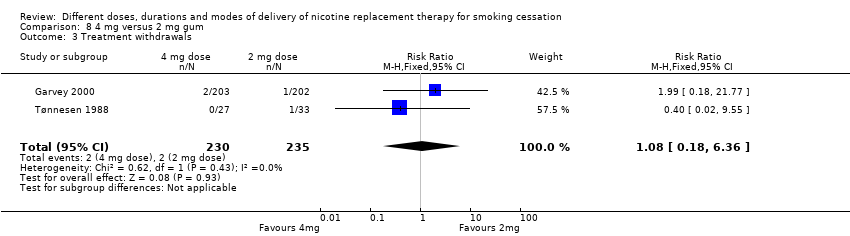 Review: Different doses, durations and modes of delivery of nicotine replacement therapy for smoking cessation
Comparison: 8 4 mg versus 2 mg gum
Outcome: 3 Treatment withdrawals
Study or subgroup 4 mg dose 2 mg dose Risk Ratio Weight Risk Ratio
n/N n/N M-H,Fixed,95% CI M-H,Fixed,95% CI
Garvey 2000 2/203 1/202 42.5 % 1.99 [ 0.18, 21.77 ]
Tønnesen 1988 0/27 1/33 57.5 % 0.40 [ 0.02, 9.55 ]
Total (95% CI) 230 235 100.0 % 1.08 [ 0.18, 6.36 ]
Total events: 2 (4 mg dose), 2 (2 mg dose)
Heterogeneity: Chi² = 0.62, df = 1 (P = 0.43); I² =0.0%
Test for overall effect: Z = 0.08 (P = 0.93)
Test for subgroup differences: Not applicable
0.01 0.1 1 10 100
Favours 4mg Favours 2mg